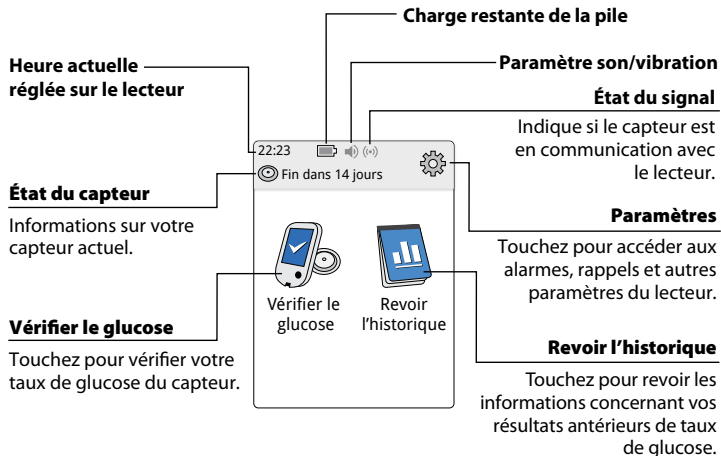 Charge restante de la pile
Heure actuelle
réglée sur le lecteur
Paramètre son/vibration
État du signal
Indique si le capteur est
en communication avec
le lecteur.
22:23
Fin dans 14 jours
État du capteur
Informations sur votre
capteur actuel.
Paramètres
Touchez pour accéder aux
alarmes, rappels et autres
paramètres du lecteur.
Vérifier le
glucose
Revoir
l'historique
Vérifier le glucose
Touchez pour vérifier votre
taux de glucose du capteur.
Revoir l'historique
Touchez pour revoir les
informations concernant vos
résultats antérieurs de taux
de glucose.